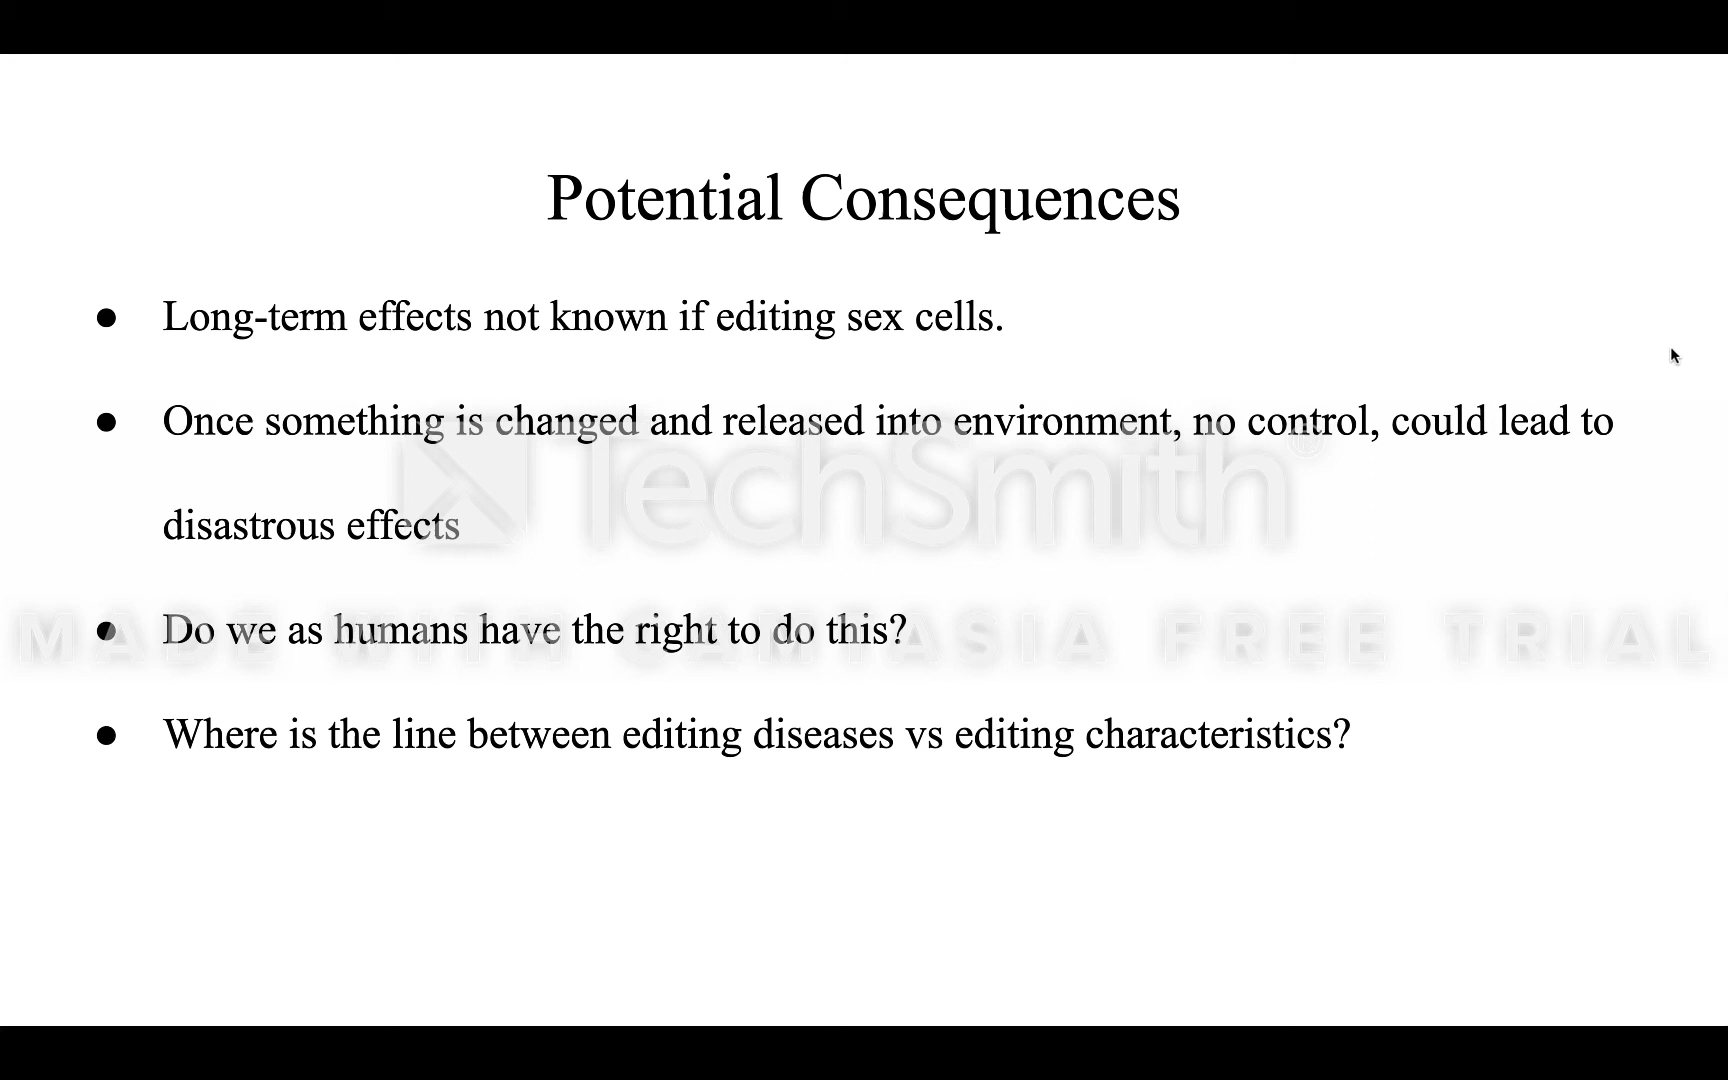 Potential Consequences
● Long-term effects not known if editing sex cells.
● Once something is changed and released into environment, no control, could lead to
disastrous effects
● Do we as humans have the right to do this?
● Where is the line between editing diseases vs editing characteristics?
TechSmith®
MADE WITH CAMTASIA FREE TRIAL